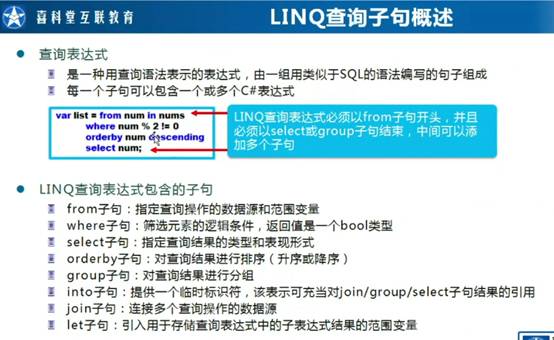 喜科堂互联教育
LINQ查询子句概述
查询表达式
是一种用查询语法表示的表达式，由一组用类似于SQL的语法编写的句子组成
每一个子句可以包含一个或多个C#表达式
var list = from num in nums
where num % 2 != 0
orderby num descending
select num;
LINQ查询表达式必须以from子句开头，并且
必须以select或group子句结束，中间可以添
加多个子句
LINQ查询表达式包含的子句
from子句：指定查询操作的数据源和范围变量
where子句：筛选元素的逻辑条件，返回值是一个bool类型
select子句：指定查询结果的类型和表现形式
orderby子句：对查询结果进行排序（升序或降序）
group子句：对查询结果进行分组
into子句：提供一个临时标识符，该表示可充当对join/group/select子句结果的引用
join子句：连接多个查询操作的数据源
let子句：引入用于存储查询表达式中的子表达式结果的范围变量